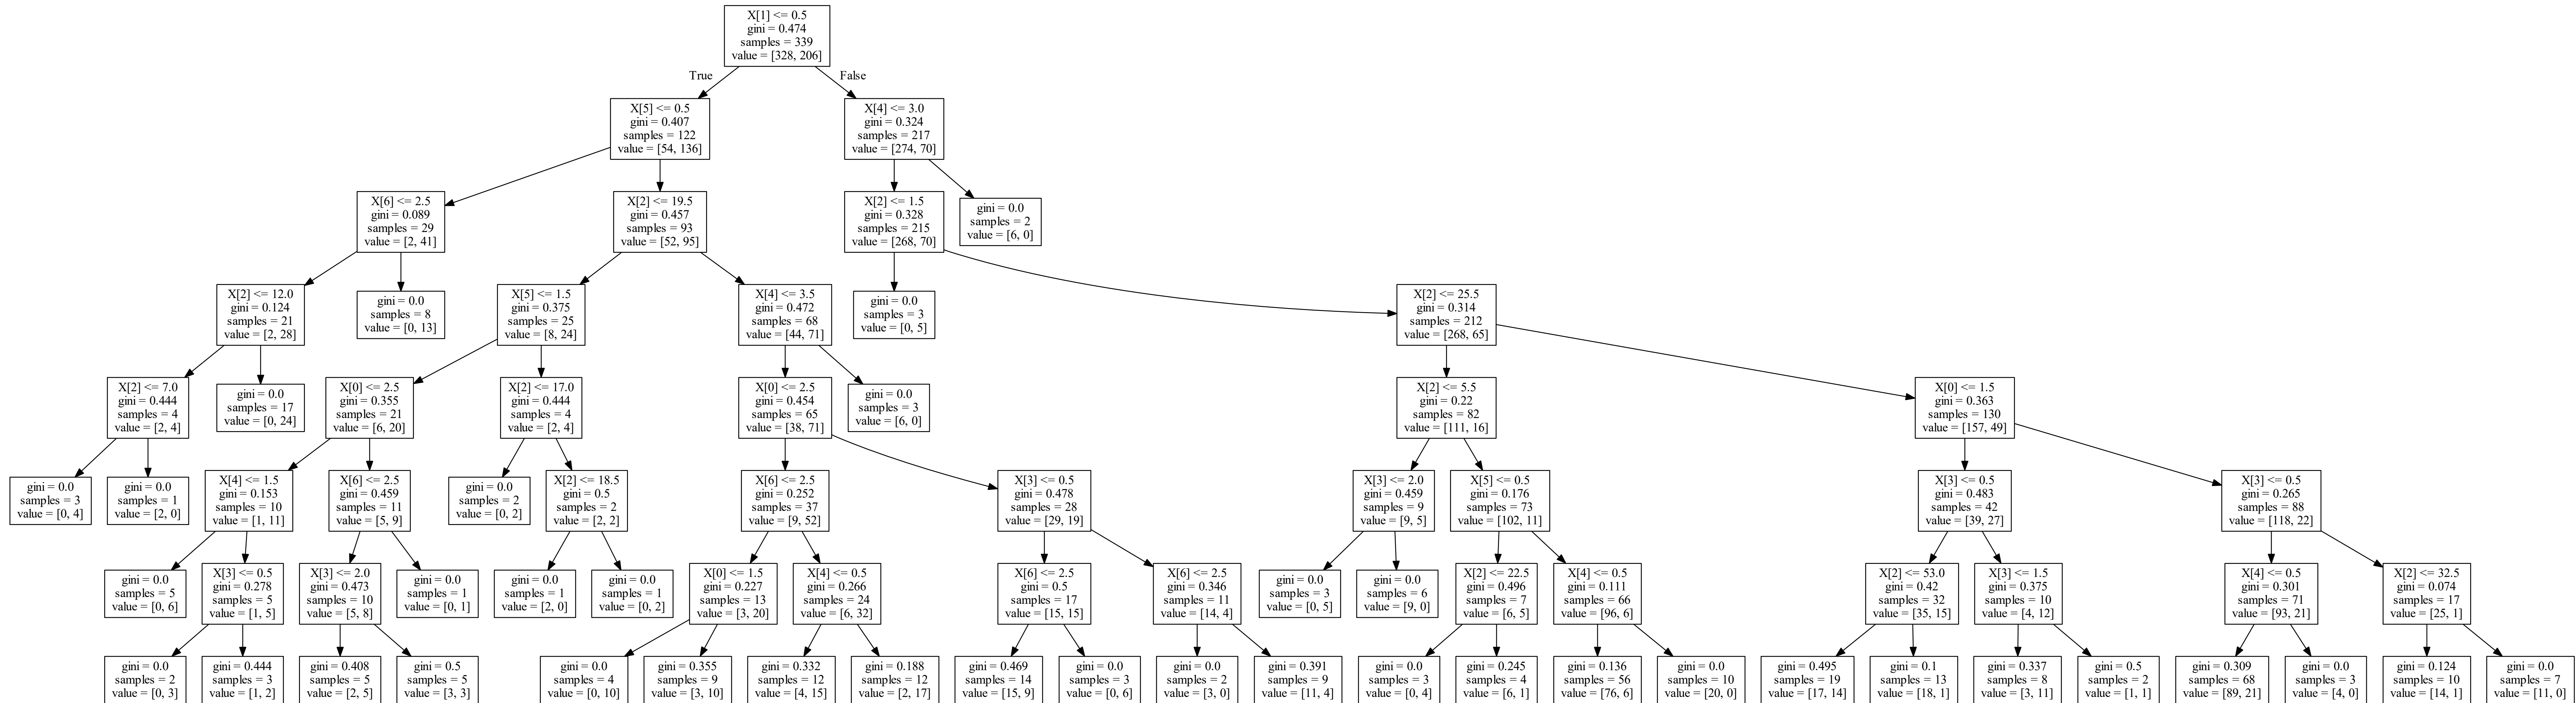 X[1] <= 0.5
gini = 0.474
samples = 339
value = [328, 206]
True
False
X[5] <= 0.5
gini = 0.407
samples = 122
value = [54, 136]
X[4] <= 3.0
gini = 0.324
samples = 217
value = [274, 70]
X[6] <= 2.5
gini = 0.089
samples = 29
value = [2, 41]
X[2] <= 19.5
gini = 0.457
samples = 93
value = [52, 95]
X[2] <= 1.5
gini = 0.328
samples = 215
value = [268, 70]
gini = 0.0
samples = 2
value = [6, 0]
X[2] <= 12.0
gini = 0.124
samples = 21
value = [2, 28]
gini = 0.0
samples = 8
value = [0, 13]
X[5] <= 1.5
gini = 0.375
samples = 25
value = [8, 24]
X[4] <= 3.5
gini = 0.472
samples = 68
value = [44, 71]
gini = 0.0
samples = 3
value = [0, 5]
X[2] <= 25.5
gini = 0.314
samples = 212
value = [268, 65]
X[2] <= 7.0
gini = 0.444
samples = 4
value = [2, 4]
gini = 0.0
samples = 17
value = [0, 24]
X[0] <= 2.5
gini = 0.355
samples = 21
value = [6, 20]
X[2] <= 17.0
gini = 0.444
samples = 4
value = [2, 4]
X[0] <= 2.5
gini = 0.454
samples = 65
value = [38, 71]
gini = 0.0
samples = 3
value = [6, 0]
X[2] <= 5.5
gini = 0.22
samples = 82
value = [111, 16]
X[0] <= 1.5
gini = 0.363
samples = 130
value = [157, 49]
gini = 0.0
samples = 3
value = [0, 4]
gini = 0.0
samples = 1
value = [2, 0]
X[4] <= 1.5
gini = 0.153
samples = 10
value = [1, 11]
X[6] <= 2.5
gini = 0.459
samples = 11
value = [5, 9]
gini = 0.0
samples = 2
value = [0, 2]
X[2] <= 18.5
gini = 0.5
samples = 2
value = [2, 2]
X[6] <= 2.5
gini = 0.252
samples = 37
value = [9, 52]
X[3] <= 0.5
gini = 0.478
samples = 28
value = [29, 19]
X[3] <= 2.0
gini = 0.459
samples = 9
value = [9, 5]
X[5] <= 0.5
gini = 0.176
samples = 73
value = [102, 11]
X[3] <= 0.5
gini = 0.483
samples = 42
value = [39, 27]
X[3] <= 0.5
gini = 0.265
samples = 88
value = [118, 22]
gini = 0.0
samples = 5
value = [0, 6]
X[3] <= 0.5
gini = 0.278
samples = 5
value = [1, 5]
X[3] <= 2.0
gini = 0.473
samples = 10
value = [5, 8]
gini = 0.0
samples = 1
value = [0, 1]
gini = 0.0
samples = 1
value = [2, 0]
gini = 0.0
samples = 1
value = [0, 2]
X[0] <= 1.5
gini = 0.227
samples = 13
value = [3, 20]
X[4] <= 0.5
gini = 0.266
samples = 24
value = [6, 32]
X[6] <= 2.5
gini = 0.5
samples = 17
value = [15, 15]
X[6] <= 2.5
gini = 0.346
samples = 11
value = [14, 4]
gini = 0.0
samples = 3
value = [0, 5]
gini = 0.0
samples = 6
value = [9, 0]
X[2] <= 22.5
gini = 0.496
samples = 7
value = [6, 5]
X[4] <= 0.5
gini = 0.111
samples = 66
value = [96, 6]
X[2] <= 53.0
gini = 0.42
samples = 32
value = [35, 15]
X[3] <= 1.5
gini = 0.375
samples = 10
value = [4, 12]
X[4] <= 0.5
gini = 0.301
samples = 71
value = [93, 21]
X[2] <= 32.5
gini = 0.074
samples = 17
value = [25, 1]
gini = 0.0
samples = 2
value = [0, 3]
gini = 0.444
samples = 3
value = [1, 2]
gini = 0.408
samples = 5
value = [2, 5]
gini = 0.5
samples = 5
value = [3, 3]
gini = 0.0
samples = 4
value = [0, 10]
gini = 0.355
samples = 9
value = [3, 10]
gini = 0.332
samples = 12
value = [4, 15]
gini = 0.188
samples = 12
value = [2, 17]
gini = 0.469
samples = 14
value = [15, 9]
gini = 0.0
samples = 3
value = [0, 6]
gini = 0.0
samples = 2
value = [3, 0]
gini = 0.391
samples = 9
value = [11, 4]
gini = 0.0
samples = 3
value = [0, 4]
gini = 0.245
samples = 4
value = [6, 1]
gini = 0.136
samples = 56
value = [76, 6]
gini = 0.0
samples = 10
value = [20, 0]
gini = 0.495
samples = 19
value = [17, 14]
gini = 0.1
samples = 13
value = [18, 1]
gini = 0.337
samples = 8
value = [3, 11]
gini = 0.5
samples = 2
value = [1, 1]
gini = 0.309
samples = 68
value = [89, 21]
gini = 0.0
samples = 3
value = [4, 0]
gini = 0.124
samples = 10
value = [14, 1]
gini = 0.0
samples = 7
value = [11, 0]